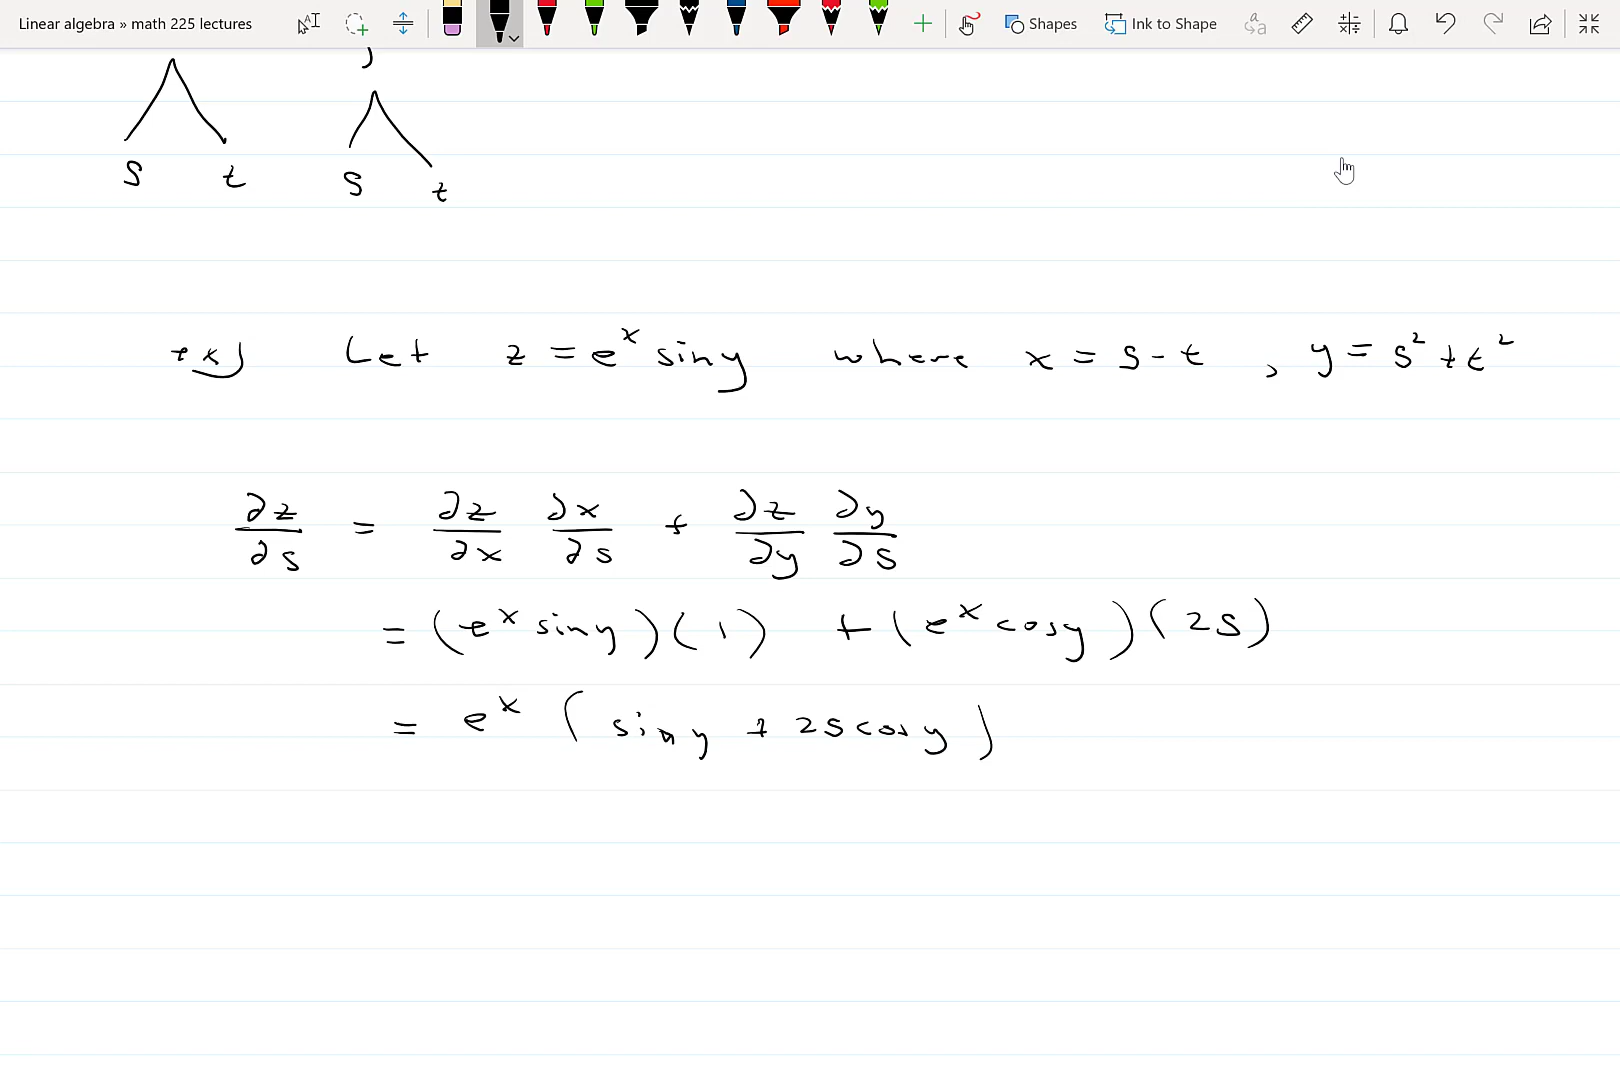 Linear algebra » math 225 lectures Shapes Ink to Shape
s t s t
ex) Let z = e^x sin y where x = s - t , y = s² + t²
∂z/∂s = ∂z/∂x ∂x/∂s + ∂z/∂y ∂y/∂s
= (e^x sin y)(1) + (e^x cos y)(2s)
= e^x (sin y + 2s cos y)